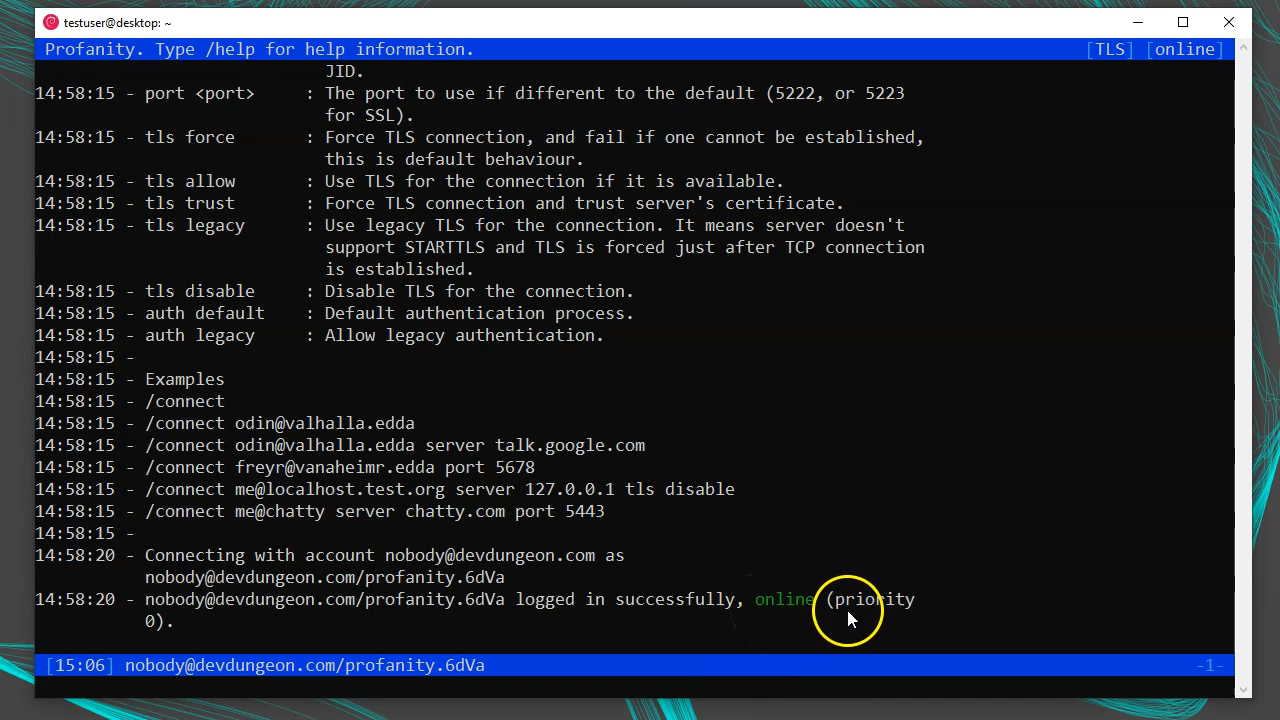 testuser@desktop: ~
Profanity. Type /help for help information. [TLS] [online]
JID.
14:58:15 - port <port> : The port to use if different to the default (5222, or 5223
for SSL).
14:58:15 - tls force : Force TLS connection, and fail if one cannot be established,
this is default behaviour.
14:58:15 - tls allow : Use TLS for the connection if it is available.
14:58:15 - tls trust : Force TLS connection and trust server's certificate.
14:58:15 - tls legacy : Use legacy TLS for the connection. It means server doesn't
support STARTTLS and TLS is forced just after TCP connection
is established.
14:58:15 - tls disable : Disable TLS for the connection.
14:58:15 - auth default : Default authentication process.
14:58:15 - auth legacy : Allow legacy authentication.
14:58:15 -
14:58:15 - Examples
14:58:15 - /connect
14:58:15 - /connect odin@valhalla.edda
14:58:15 - /connect odin@valhalla.edda server talk.google.com
14:58:15 - /connect freyr@vanaheimr.edda port 5678
14:58:15 - /connect me@localhost.test.org server 127.0.0.1 tls disable
14:58:15 - /connect me@chatty server chatty.com port 5443
14:58:15 -
14:58:20 - Connecting with account nobody@devdungeon.com as
nobody@devdungeon.com/profanity.6dVa
14:58:20 - nobody@devdungeon.com/profanity.6dVa logged in successfully, online (priority
0).
[15:06] nobody@devdungeon.com/profanity.6dVa -1-